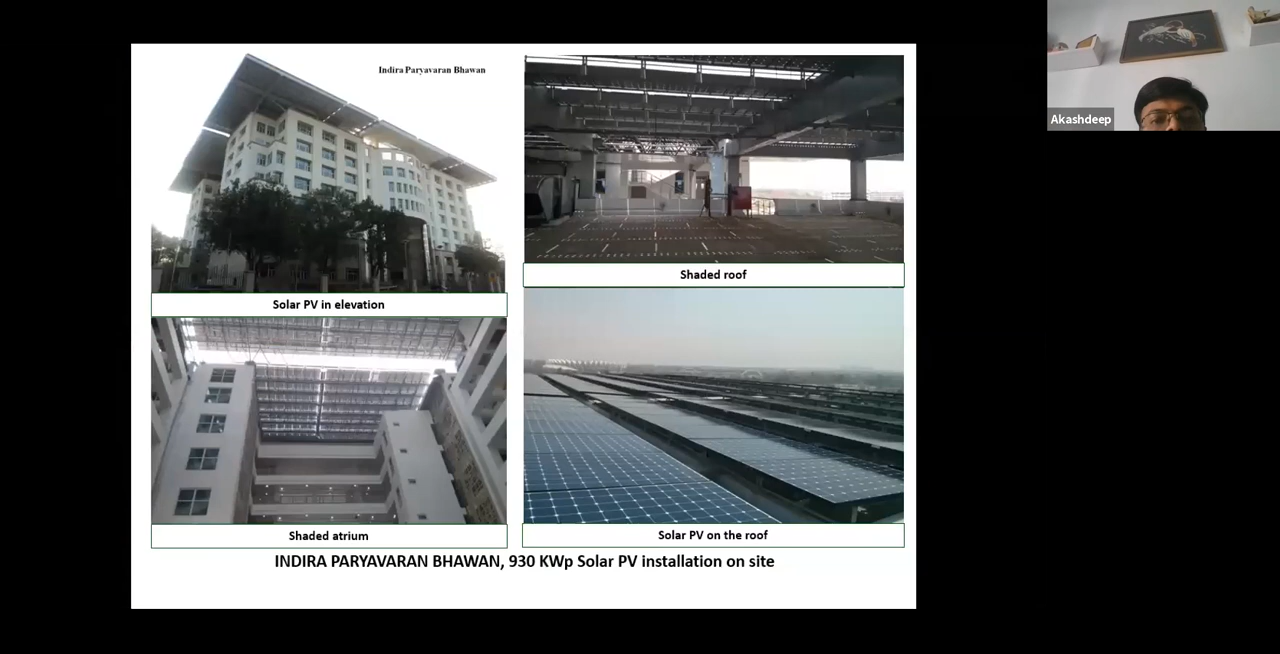 Indira Paryavaran Bhawan
Solar PV in elevation
Shaded roof
Shaded atrium
Solar PV on the roof
INDIRA PARYAVARAN BHAWAN, 930 KWp Solar PV installation on site
Akashdeep